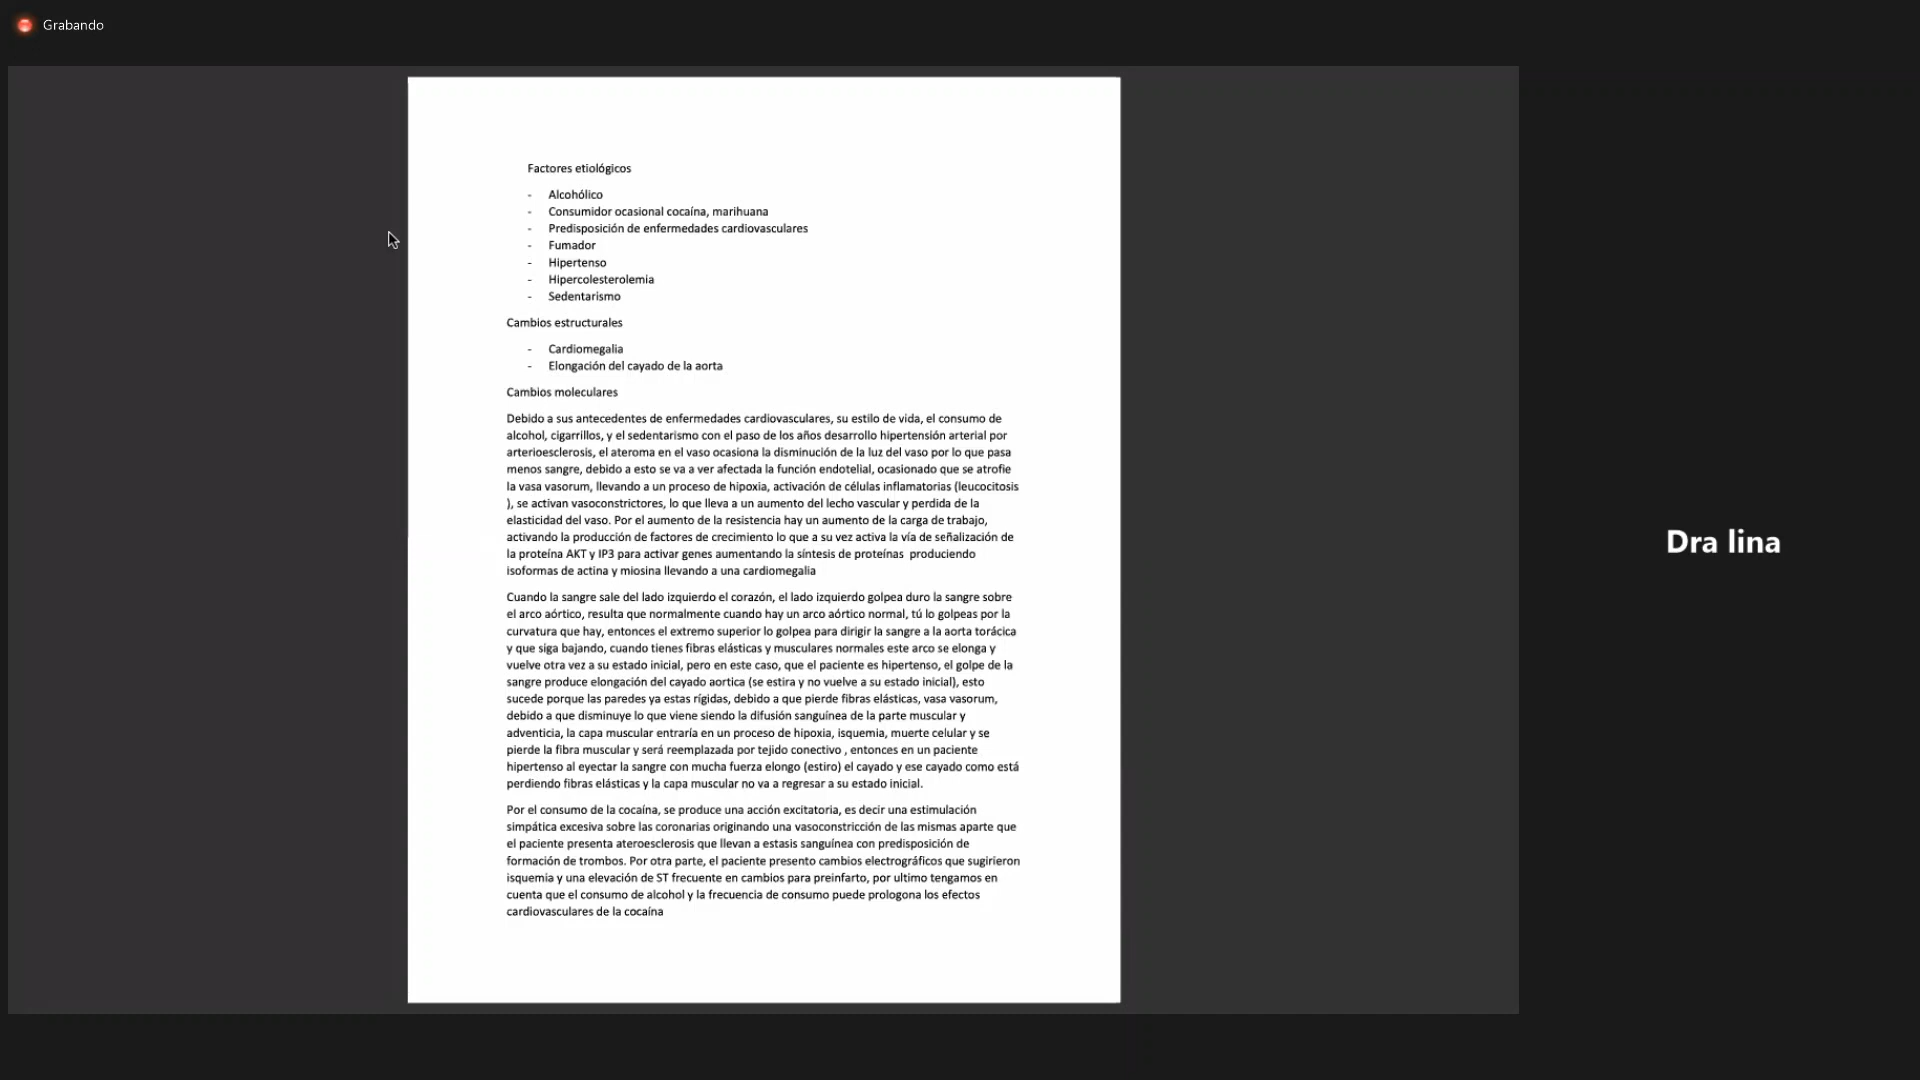 Grabando
Factores etiológicos
- Alcohólico
- Consumidor ocasional cocaína, marihuana
- Predisposición de enfermedades cardiovasculares
- Fumador
- Hipertenso
- Hipercolesterolemia
- Sedentarismo
Cambios estructurales
- Cardiomegalia
- Elongación del cayado de la aorta
Cambios moleculares
Debido a sus antecedentes de enfermedades cardiovasculares, su estilo de vida, el consumo de
alcohol, cigarrillos, y el sedentarismo con el paso de los años desarrollo hipertensión arterial por
arterioesclerosis, el ateroma en el vaso ocasiona la disminución de la luz del vaso por lo que pasa
menos sangre, debido a esto se va a ver afectada la función endotelial, ocasionado que se atrofie
la vasa vasorum, llevando a un proceso de hipoxia, activación de células inflamatorias (leucocitosis
), se activan vasoconstrictores, lo que lleva a un aumento del lecho vascular y perdida de la
elasticidad del vaso. Por el aumento de la resistencia hay un aumento de la carga de trabajo,
activando la producción de factores de crecimiento lo que a su vez activa la vía de señalización de
la proteína AKT y IP3 para activar genes aumentando la síntesis de proteínas  produciendo
isoformas de actina y miosina llevando a una cardiomegalia
Cuando la sangre sale del lado izquierdo el corazón, el lado izquierdo golpea duro la sangre sobre
el arco aórtico, resulta que normalmente cuando hay un arco aórtico normal, tú lo golpeas por la
curvatura que hay, entonces el extremo superior lo golpea para dirigir la sangre a la aorta torácica
y que siga bajando, cuando tienes fibras elásticas y musculares normales este arco se elonga y
vuelve otra vez a su estado inicial, pero en este caso, que el paciente es hipertenso, el golpe de la
sangre produce elongación del cayado aortica (se estira y no vuelve a su estado inicial), esto
sucede porque las paredes ya estas rígidas, debido a que pierde fibras elásticas, vasa vasorum,
debido a que disminuye lo que viene siendo la difusión sanguínea de la parte muscular y
adventicia, la capa muscular entraría en un proceso de hipoxia, isquemia, muerte celular y se
pierde la fibra muscular y será reemplazada por tejido conectivo , entonces en un paciente
hipertenso al eyectar la sangre con mucha fuerza elongo (estiro) el cayado y ese cayado como está
perdiendo fibras elásticas y la capa muscular no va a regresar a su estado inicial.
Por el consumo de la cocaína, se produce una acción excitatoria, es decir una estimulación
simpática excesiva sobre las coronarias originando una vasoconstricción de las mismas aparte que
el paciente presenta ateroesclerosis que llevan a estasis sanguínea con predisposición de
formación de trombos. Por otra parte, el paciente presento cambios electrográficos que sugirieron
isquemia y una elevación de ST frecuente en cambios para preinfarto, por ultimo tengamos en
cuenta que el consumo de alcohol y la frecuencia de consumo puede prologona los efectos
cardiovasculares de la cocaína
Dra lina